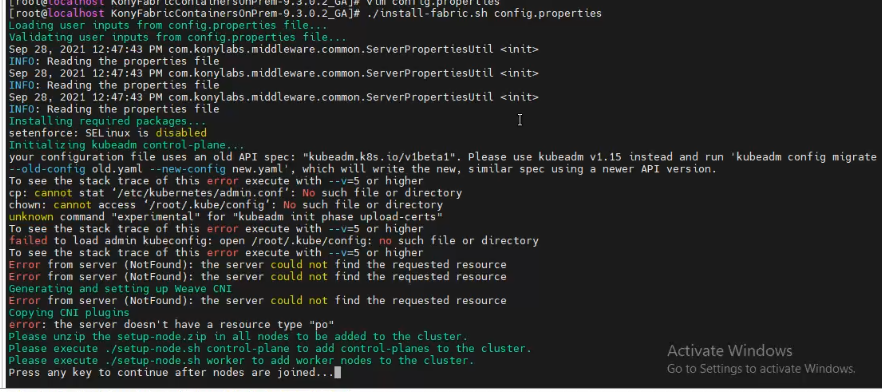 [root@localhost KonyFabricContainersOnPrem-9.3.0.2_GA]# vim config.properties
[root@localhost KonyFabricContainersOnPrem-9.3.0.2_GA]# ./install-fabric.sh config.properties
Loading user inputs from config.properties file...
Validating user inputs from config.properties file...
Sep 28, 2021 12:47:43 PM com.konylabs.middleware.common.ServerPropertiesUtil <init>
INFO: Reading the properties file
Sep 28, 2021 12:47:43 PM com.konylabs.middleware.common.ServerPropertiesUtil <init>
INFO: Reading the properties file
Sep 28, 2021 12:47:43 PM com.konylabs.middleware.common.ServerPropertiesUtil <init>
INFO: Reading the properties file
Installing required packages...
setenforce: SELinux is disabled
Initializing kubeadm control-plane...
your configuration file uses an old API spec: "kubeadm.k8s.io/v1beta1". Please use kubeadm v1.15 instead and run 'kubeadm config migrate
--old-config old.yaml --new-config new.yaml', which will write the new, similar spec using a newer API version.
To see the stack trace of this error execute with --v=5 or higher
cp: cannot stat ‘/etc/kubernetes/admin.conf’: No such file or directory
chown: cannot access ‘/root/.kube/config’: No such file or directory
unknown command "experimental" for "kubeadm init phase upload-certs"
To see the stack trace of this error execute with --v=5 or higher
failed to load admin kubeconfig: open /root/.kube/config: no such file or directory
To see the stack trace of this error execute with --v=5 or higher
Error from server (NotFound): the server could not find the requested resource
Error from server (NotFound): the server could not find the requested resource
Generating and setting up Weave CNI
Error from server (NotFound): the server could not find the requested resource
Copying CNI plugins
error: the server doesn't have a resource type "po"
Please unzip the setup-node.zip in all nodes to be added to the cluster.
Please execute ./setup-node.sh control-plane to add control-planes to the cluster.
Please execute ./setup-node.sh worker to add worker nodes to the cluster.
Press any key to continue after nodes are joined...
Activate Windows
Go to Settings to activate Windows.